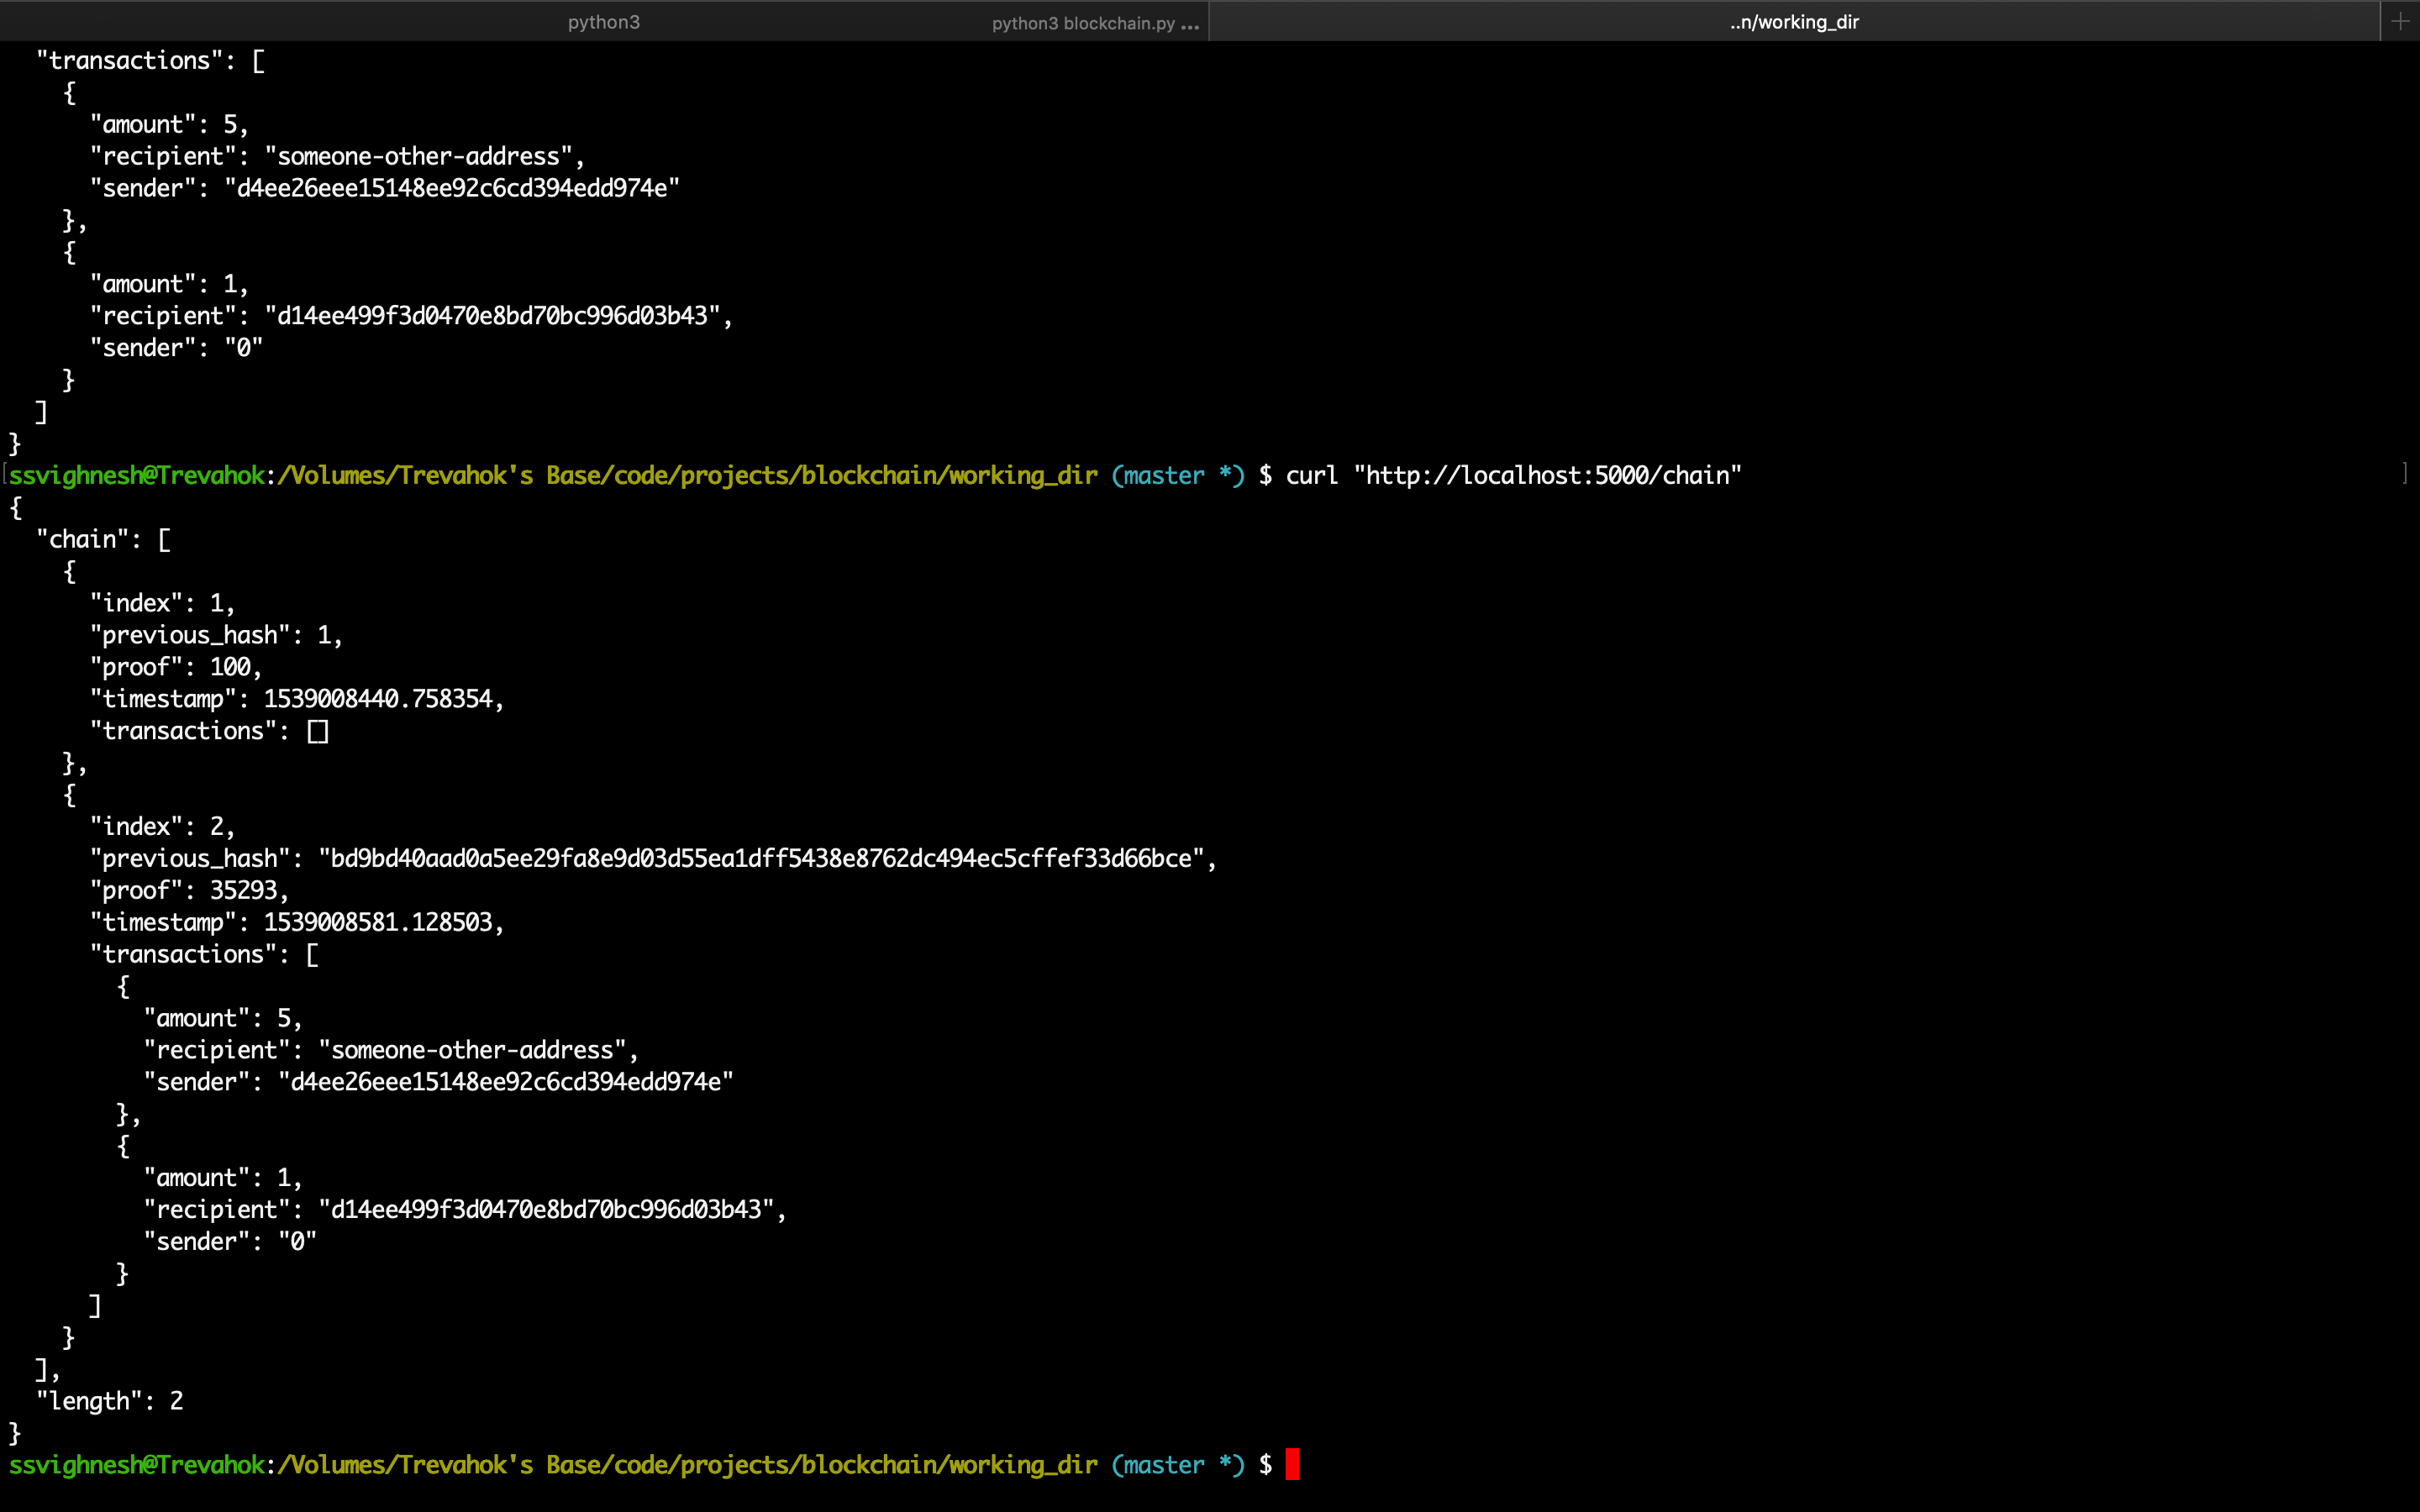 python3
python3 blockchain.py ...
..n/working_dir
+
  "transactions": [
    {
      "amount": 5,
      "recipient": "someone-other-address",
      "sender": "d4ee26eee15148ee92c6cd394edd974e"
    },
    {
      "amount": 1,
      "recipient": "d14ee499f3d0470e8bd70bc996d03b43",
      "sender": "0"
    }
  ]
}
[ssvighnesh@Trevahok:/Volumes/Trevahok's Base/code/projects/blockchain/working_dir (master *) $ curl "http://localhost:5000/chain" ]
{
  "chain": [
    {
      "index": 1,
      "previous_hash": 1,
      "proof": 100,
      "timestamp": 1539008440.758354,
      "transactions": []
    },
    {
      "index": 2,
      "previous_hash": "bd9bd40aad0a5ee29fa8e9d03d55ea1dff5438e8762dc494ec5cffef33d66bce",
      "proof": 35293,
      "timestamp": 1539008581.128503,
      "transactions": [
        {
          "amount": 5,
          "recipient": "someone-other-address",
          "sender": "d4ee26eee15148ee92c6cd394edd974e"
        },
        {
          "amount": 1,
          "recipient": "d14ee499f3d0470e8bd70bc996d03b43",
          "sender": "0"
        }
      ]
    }
  ],
  "length": 2
}
ssvighnesh@Trevahok:/Volumes/Trevahok's Base/code/projects/blockchain/working_dir (master *) $